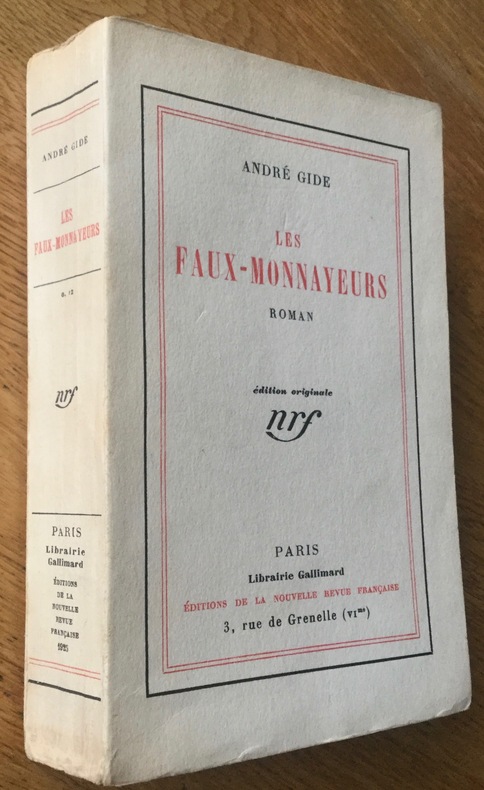 ANDRÉ GIDE
LES
FAUX-MONNAYEURS
nrf
PARIS
Librairie
Gallimard
ÉDITIONS
DE LA
NOUVELLE
REVUE
FRANÇAISE
1925
ANDRÉ GIDE
LES
FAUX-MONNAYEURS
ROMAN
édition originale
nrf
PARIS
Librairie Gallimard
ÉDITIONS DE LA NOUVELLE REVUE FRANÇAISE
3, rue de Grenelle (VIme)